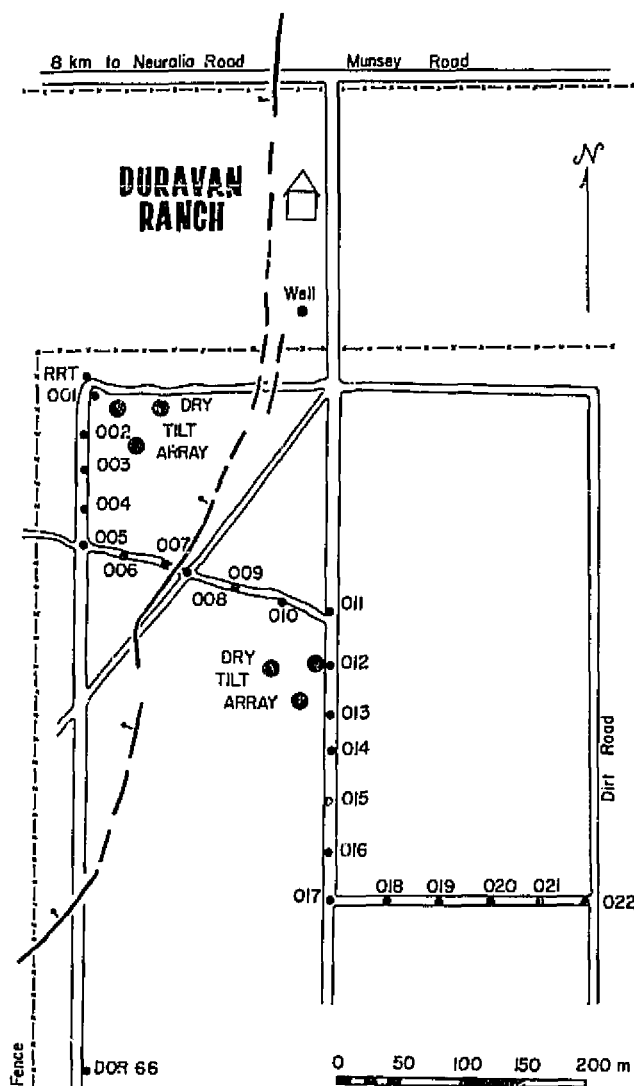 8 km to Neuralia Road Munsey Road
N
DURAVAN
RANCH
Well
RRT
001
DRY
TILT
ARRAY
002
003
004
005
006
007
008
009
010
011
DRY
TILT
ARRAY
012
013
014
015
016
017
018
019
020
021
022
Dirt Road
Fence
DOR 66
0 50 100 150 200 m